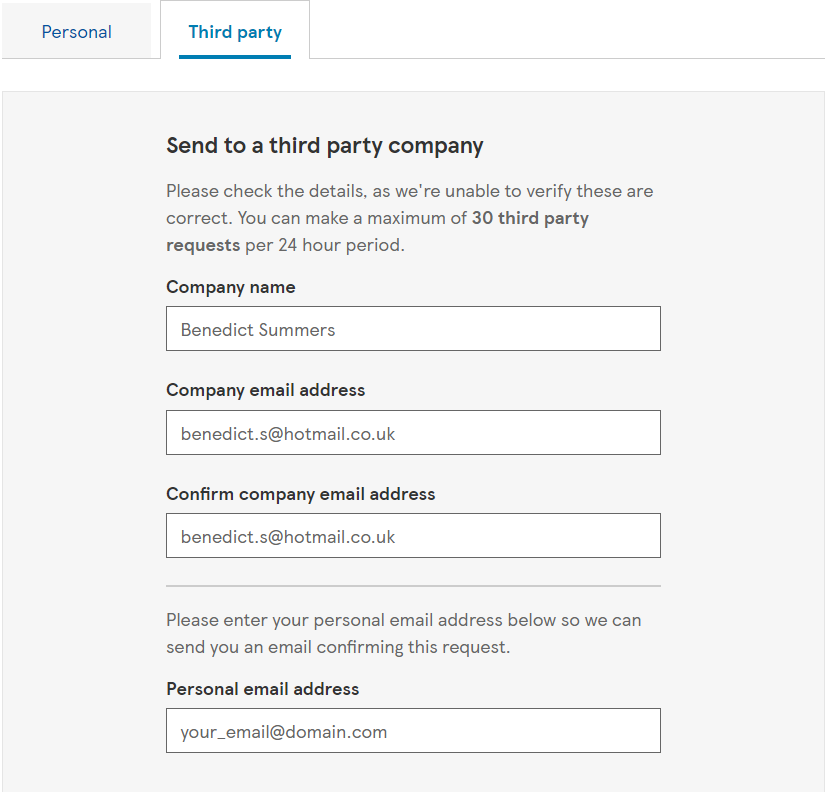 Personal
Third party
Send to a third party company
Please check the details, as we're unable to verify these are
correct. You can make a maximum of 30 third party
requests per 24 hour period.
Company name
Benedict Summers
Company email address
benedict.s@hotmail.co.uk
Confirm company email address
benedict.s@hotmail.co.uk
Please enter your personal email address below so we can
send you an email confirming this request.
Personal email address
your_email@domain.com